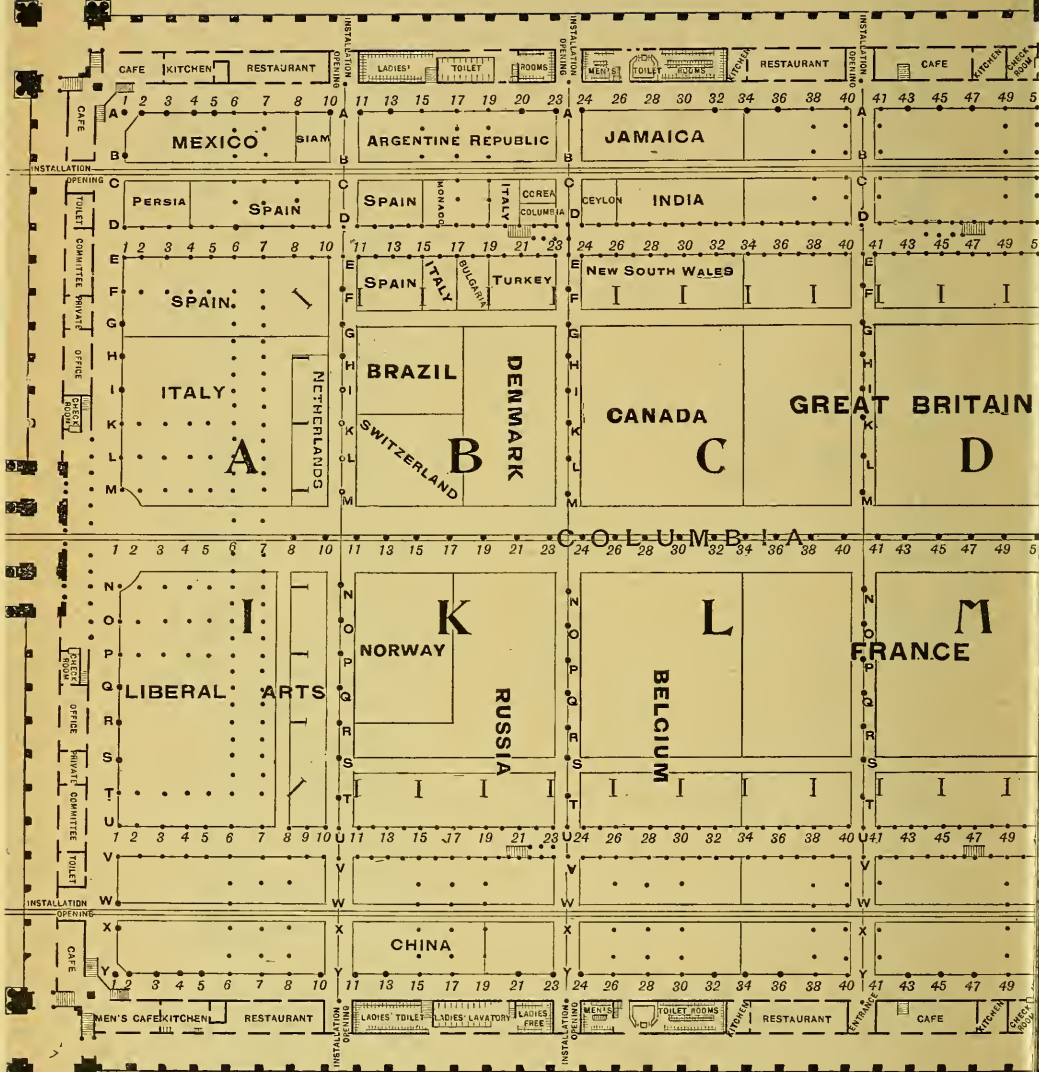 INSTALLATION OPENING
INSTALLATION OPENING
CAFE KITCHEN RESTAURANT
LADIES' TOILET ROOMS
MEN'S TOILET ROOMS
KITCHEN RESTAURANT
CAFE KITCHEN CHECK ROOM
CAFE
1 2 3 4 5 6 7 8 9 10
11 13 15 17 19 21 23
24 26 28 30 32 34 38 40
41 43 45 47 49 5
A A A A
MEXICO SIAM ARGENTINE REPUBLIC JAMAICA
B B B B
INSTALLATION OPENING
C C C C
PERSIA SPAIN SPAIN MONACO ITALY COREA COLUMBIA CEYLON INDIA
D D D D
TOILET
COMMITTEE
PRIVATE
OFFICE
CHECK ROOM
1 2 3 4 5 6 7 8 9 10
11 13 15 17 19 21 23
24 26 28 30 32 34 38 40
41 43 45 47 49
E E E E
SPAIN SPAIN ITALY BULGARIA TURKEY NEW SOUTH WALES
F F F F
G G G G
H H H H
I I I I
K K K K
L L L L
M M M M
ITALY NETHERLANDS BRAZIL SWITZERLAND DENMARK CANADA GREAT BRITAIN
A B C D
COLUMBIA
1 2 3 4 5 6 7 8 10
11 13 15 17 19 21 23
24 26 28 30 32 34 36 38 40
41 43 45 47 49 5
N N N N
O O O O
P P P P
Q Q Q Q
R R R R
S S S S
T T T T
U U U U
I K L M
LIBERAL ARTS NORWAY RUSSIA BELGIUM FRANCE
CHECK ROOM
OFFICE
PRIVATE
COMMITTEE
TOILET
1 2 3 4 5 6 7 8 9 10
11 13 15 17 19 21 23
24 26 28 30 32 34 38 40
41 43 45 47 49
V V V V
W W W W
INSTALLATION OPENING
X X X X
CHINA
Y Y Y Y
CAFE
1 2 3 4 5 6 7 8 9 10
11 13 15 17 19 21 23
24 26 28 30 32 34 38 40
41 43 45 47 49
MEN'S CAFE KITCHEN RESTAURANT
INSTALLATION OPENING
LADIES' TOILET LADIES' LAVATORY LADIES FREE
INSTALLATION OPENING
MEN'S TOILET ROOMS
KITCHEN RESTAURANT
ENTRANCE
CAFE KITCHEN CHECK ROOM